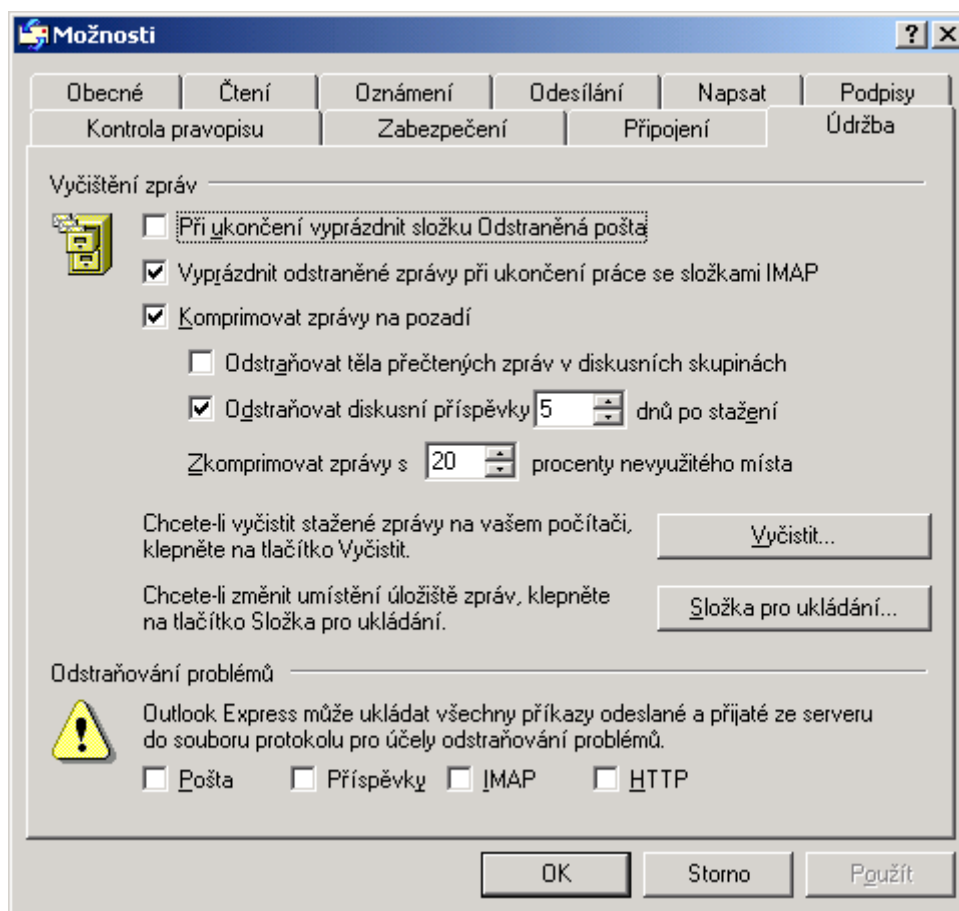 Možnosti
Obecné Čtení Oznámení Odesílání Napsat Podpisy
Kontrola pravopisu Zabezpečení Připojení Údržba
Vyčištění zpráv
Při ukončení vyprázdnit složku Odstraněná pošta
Vyprázdnit odstraněné zprávy při ukončení práce se složkami IMAP
Komprimovat zprávy na pozadí
Odstraňovat těla přečtených zpráv v diskusních skupinách
Odstraňovat diskusní příspěvky 5 dnů po stažení
Zkomprimovat zprávy s 20 procenty nevyužitého místa
Chcete-li vyčistit stažené zprávy na vašem počítači,
klepněte na tlačítko Vyčistit.
Vyčistit...
Chcete-li změnit umístění úložiště zpráv, klepněte
na tlačítko Složka pro ukládání.
Složka pro ukládání...
Odstraňování problémů
Outlook Express může ukládat všechny příkazy odeslané a přijaté ze serveru
do souboru protokolu pro účely odstraňování problémů.
Pošta Příspěvky IMAP HTTP
OK Storno Použít